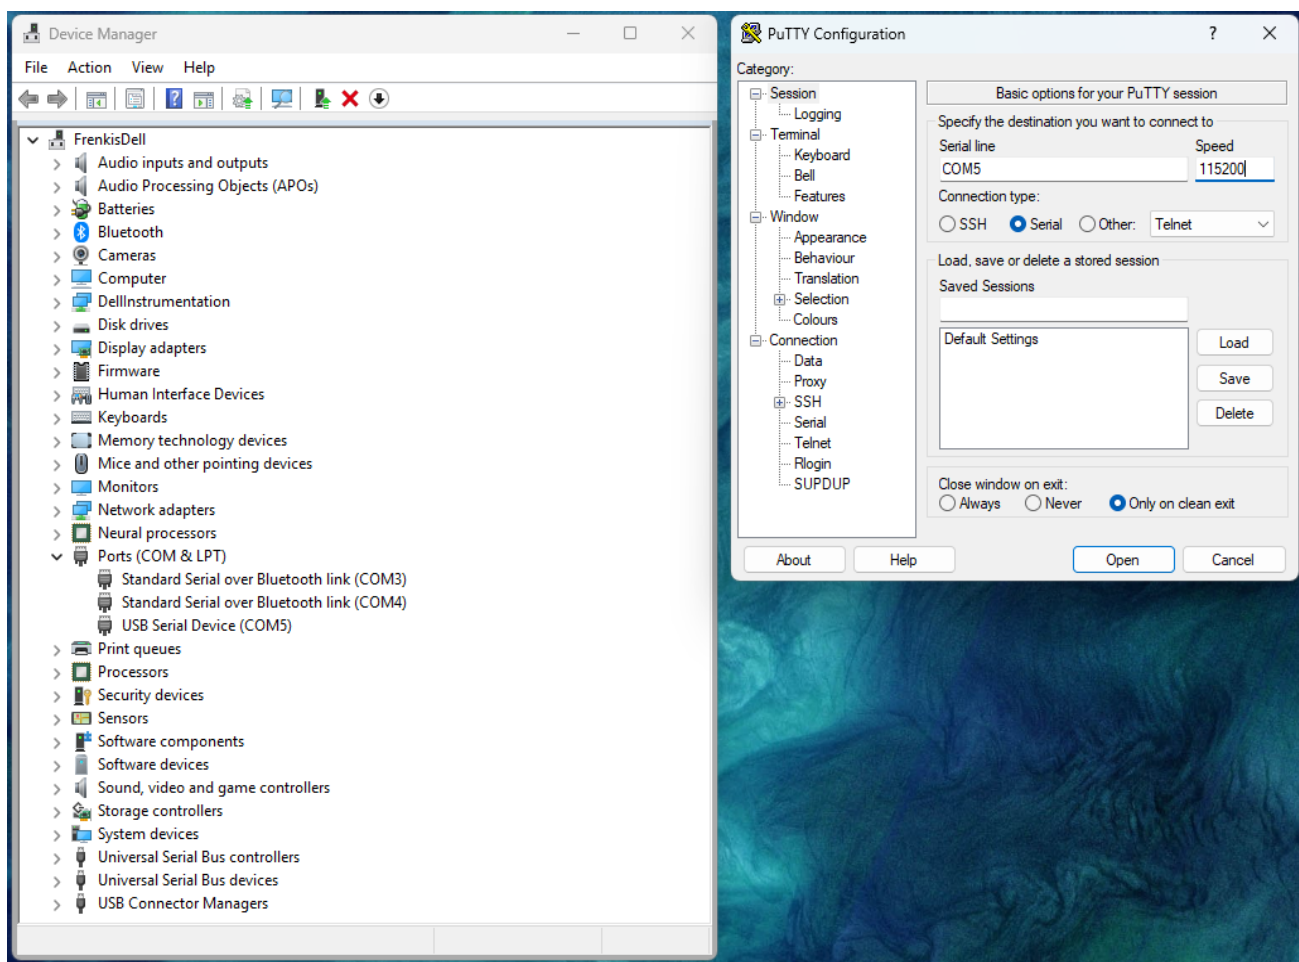 Device Manager
File Action View Help
FrenkisDell
Audio inputs and outputs
Audio Processing Objects (APOs)
Batteries
Bluetooth
Cameras
Computer
DellInstrumentation
Disk drives
Display adapters
Firmware
Human Interface Devices
Keyboards
Memory technology devices
Mice and other pointing devices
Monitors
Network adapters
Neural processors
Ports (COM & LPT)
Standard Serial over Bluetooth link (COM3)
Standard Serial over Bluetooth link (COM4)
USB Serial Device (COM5)
Print queues
Processors
Security devices
Sensors
Software components
Software devices
Sound, video and game controllers
Storage controllers
System devices
Universal Serial Bus controllers
Universal Serial Bus devices
USB Connector Managers
PuTTY Configuration
Category:
Session
Logging
Terminal
Keyboard
Bell
Features
Window
Appearance
Behaviour
Translation
Selection
Colours
Connection
Data
Proxy
SSH
Serial
Telnet
Rlogin
SUPDUP
Basic options for your PuTTY session
Specify the destination you want to connect to
Serial line Speed
COM5 115200
Connection type:
SSH Serial Other: Telnet
Load, save or delete a stored session
Saved Sessions
Default Settings
Load
Save
Delete
Close window on exit:
Always Never Only on clean exit
About Help Open Cancel